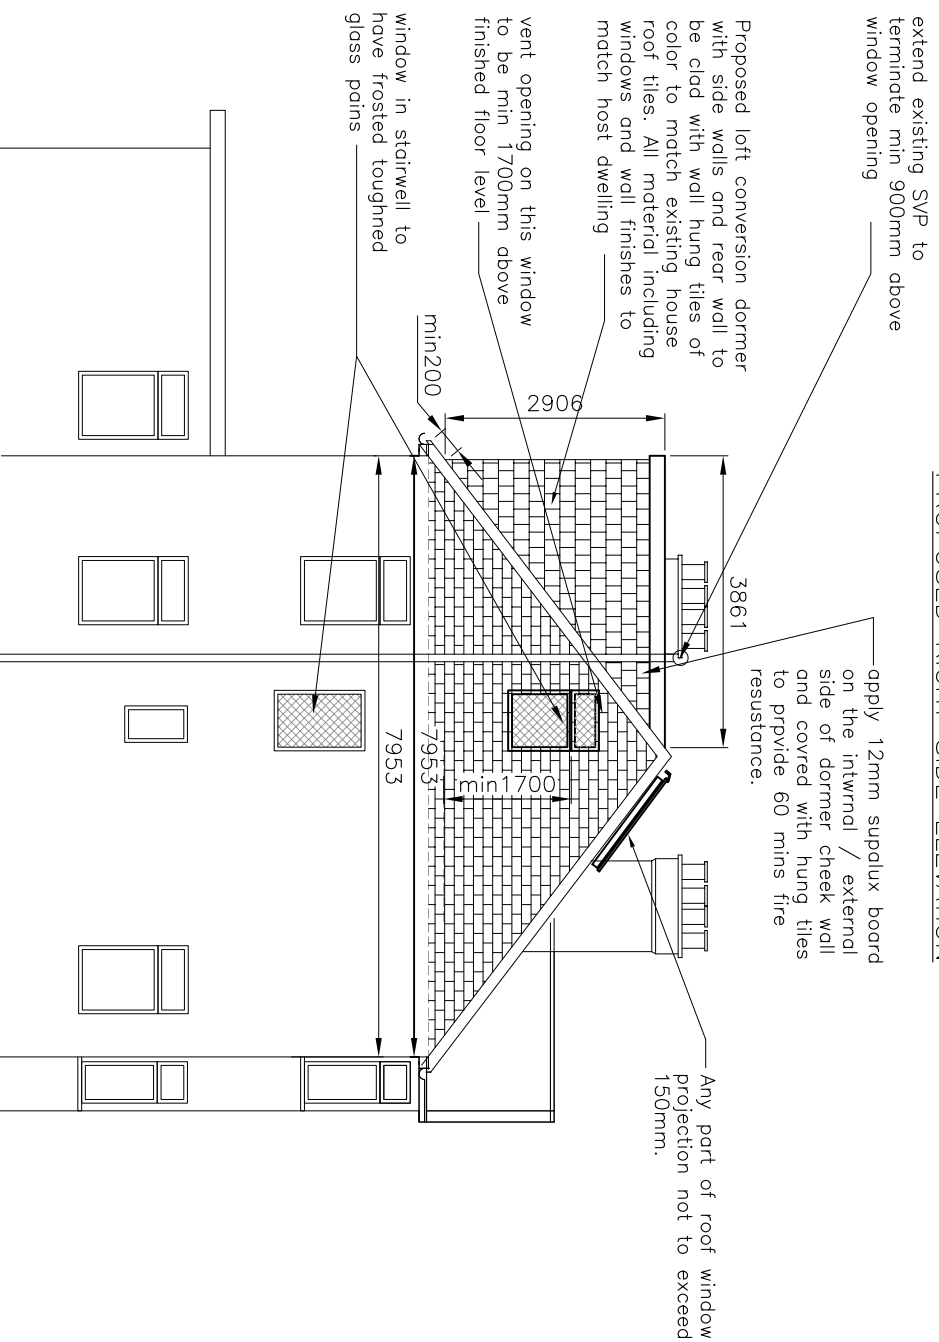 PROPOSED RIGHT SIDE ELEVATION
extend existing SVP to
terminate min 900mm above
window opening
Proposed loft conversion dormer
with side walls and rear wall to
be clad with wall hung tiles of
color to match existing house
roof tiles. All material including
windows and wall finishes to
match host dwelling
vent opening on this window
to be min 1700mm above
finished floor level
window in stairwell to
have frosted toughned
glass pains
min200
2906
3861
apply 12mm supalux board
on the intwrnal / external
side of dormer cheek wall
and covred with hung tiles
to prpvide 60 mins fire
resustance.
Any part of roof window
projection not to exceed
150mm.
min1700
7953
7953